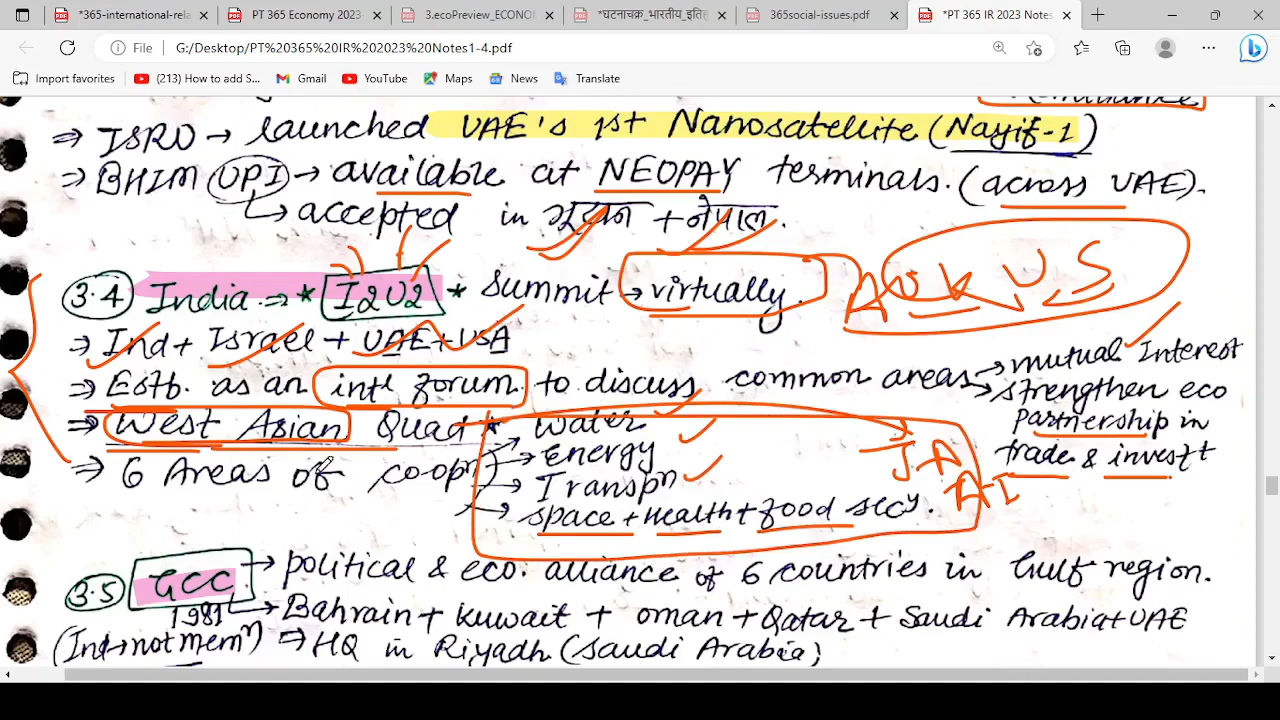 *365-international-rela
PT 365 Economy 2023
3.ecoPreview_ECONO
*घटनाचक्र_भारतीय_इतिह
365social-issues.pdf
*PT 365 IR 2023 Notes
File
G:/Desktop/PT%20365%20IR%202023%20Notes1-4.pdf
Import favorites
(213) How to add S...
Gmail
YouTube
Maps
News
Translate
⇒ ISRO → launched UAE's 1st Nanosatellite (Nayif-1)
⇒ BHIM UPI → available at NEOPAY terminals. (across UAE).
↳ accepted in भूटान + नेपाल.
3.4 India ⇒ * I2U2 * Summit → virtually.
A U K U S
⇒ Ind + Israel + UAE + USA
⇒ Estb. as an intl forum to discuss common areas → mutual Interest
→ strengthen eco partnership in trade & investt
⇒ West Asian Quad *
⇒ 6 Areas of co-opn → water
→ energy
→ Transpn
→ space + health + food secy.
J A
A I
3.5 GCC → political & eco. alliance of 6 countries in Gulf region.
1981 → Bahrain + Kuwait + Oman + Qatar + Saudi Arabia + UAE
(Ind → not mem) ⇒ HQ in Riyadh (Saudi Arabia)